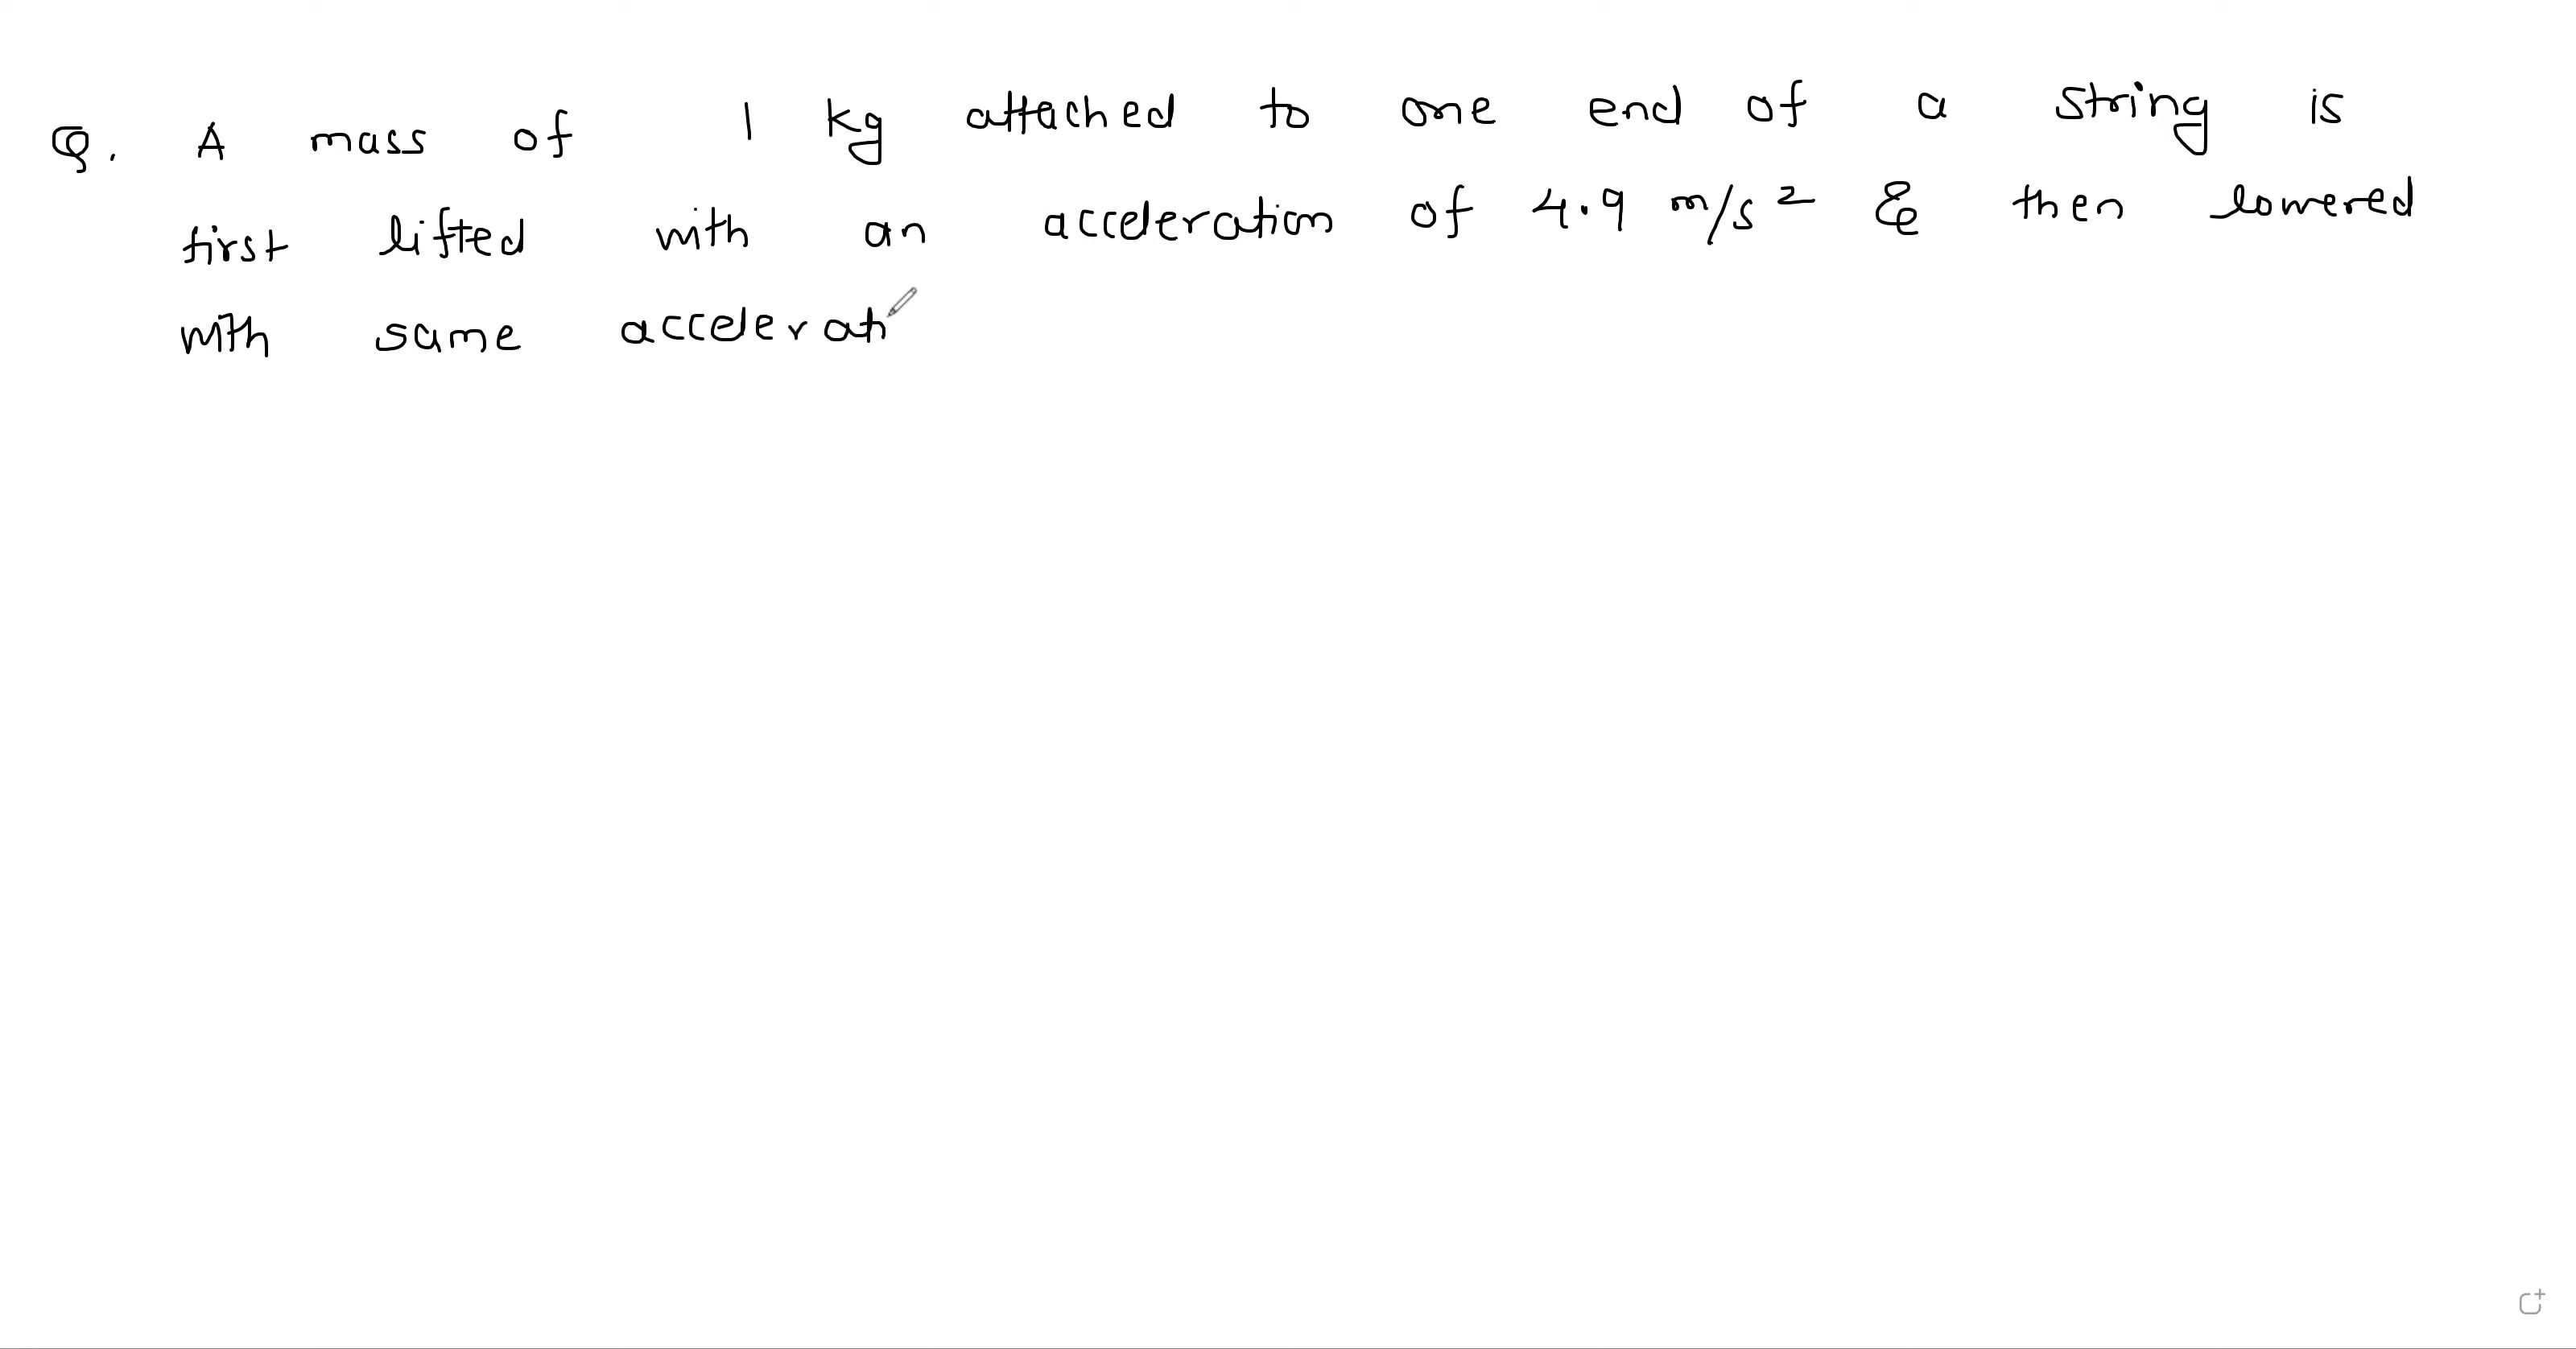 Q. A mass of 1 kg attached to one end of a string is
first lifted with an acceleration of 4.9 m/s² & then lowered
with same accelerati